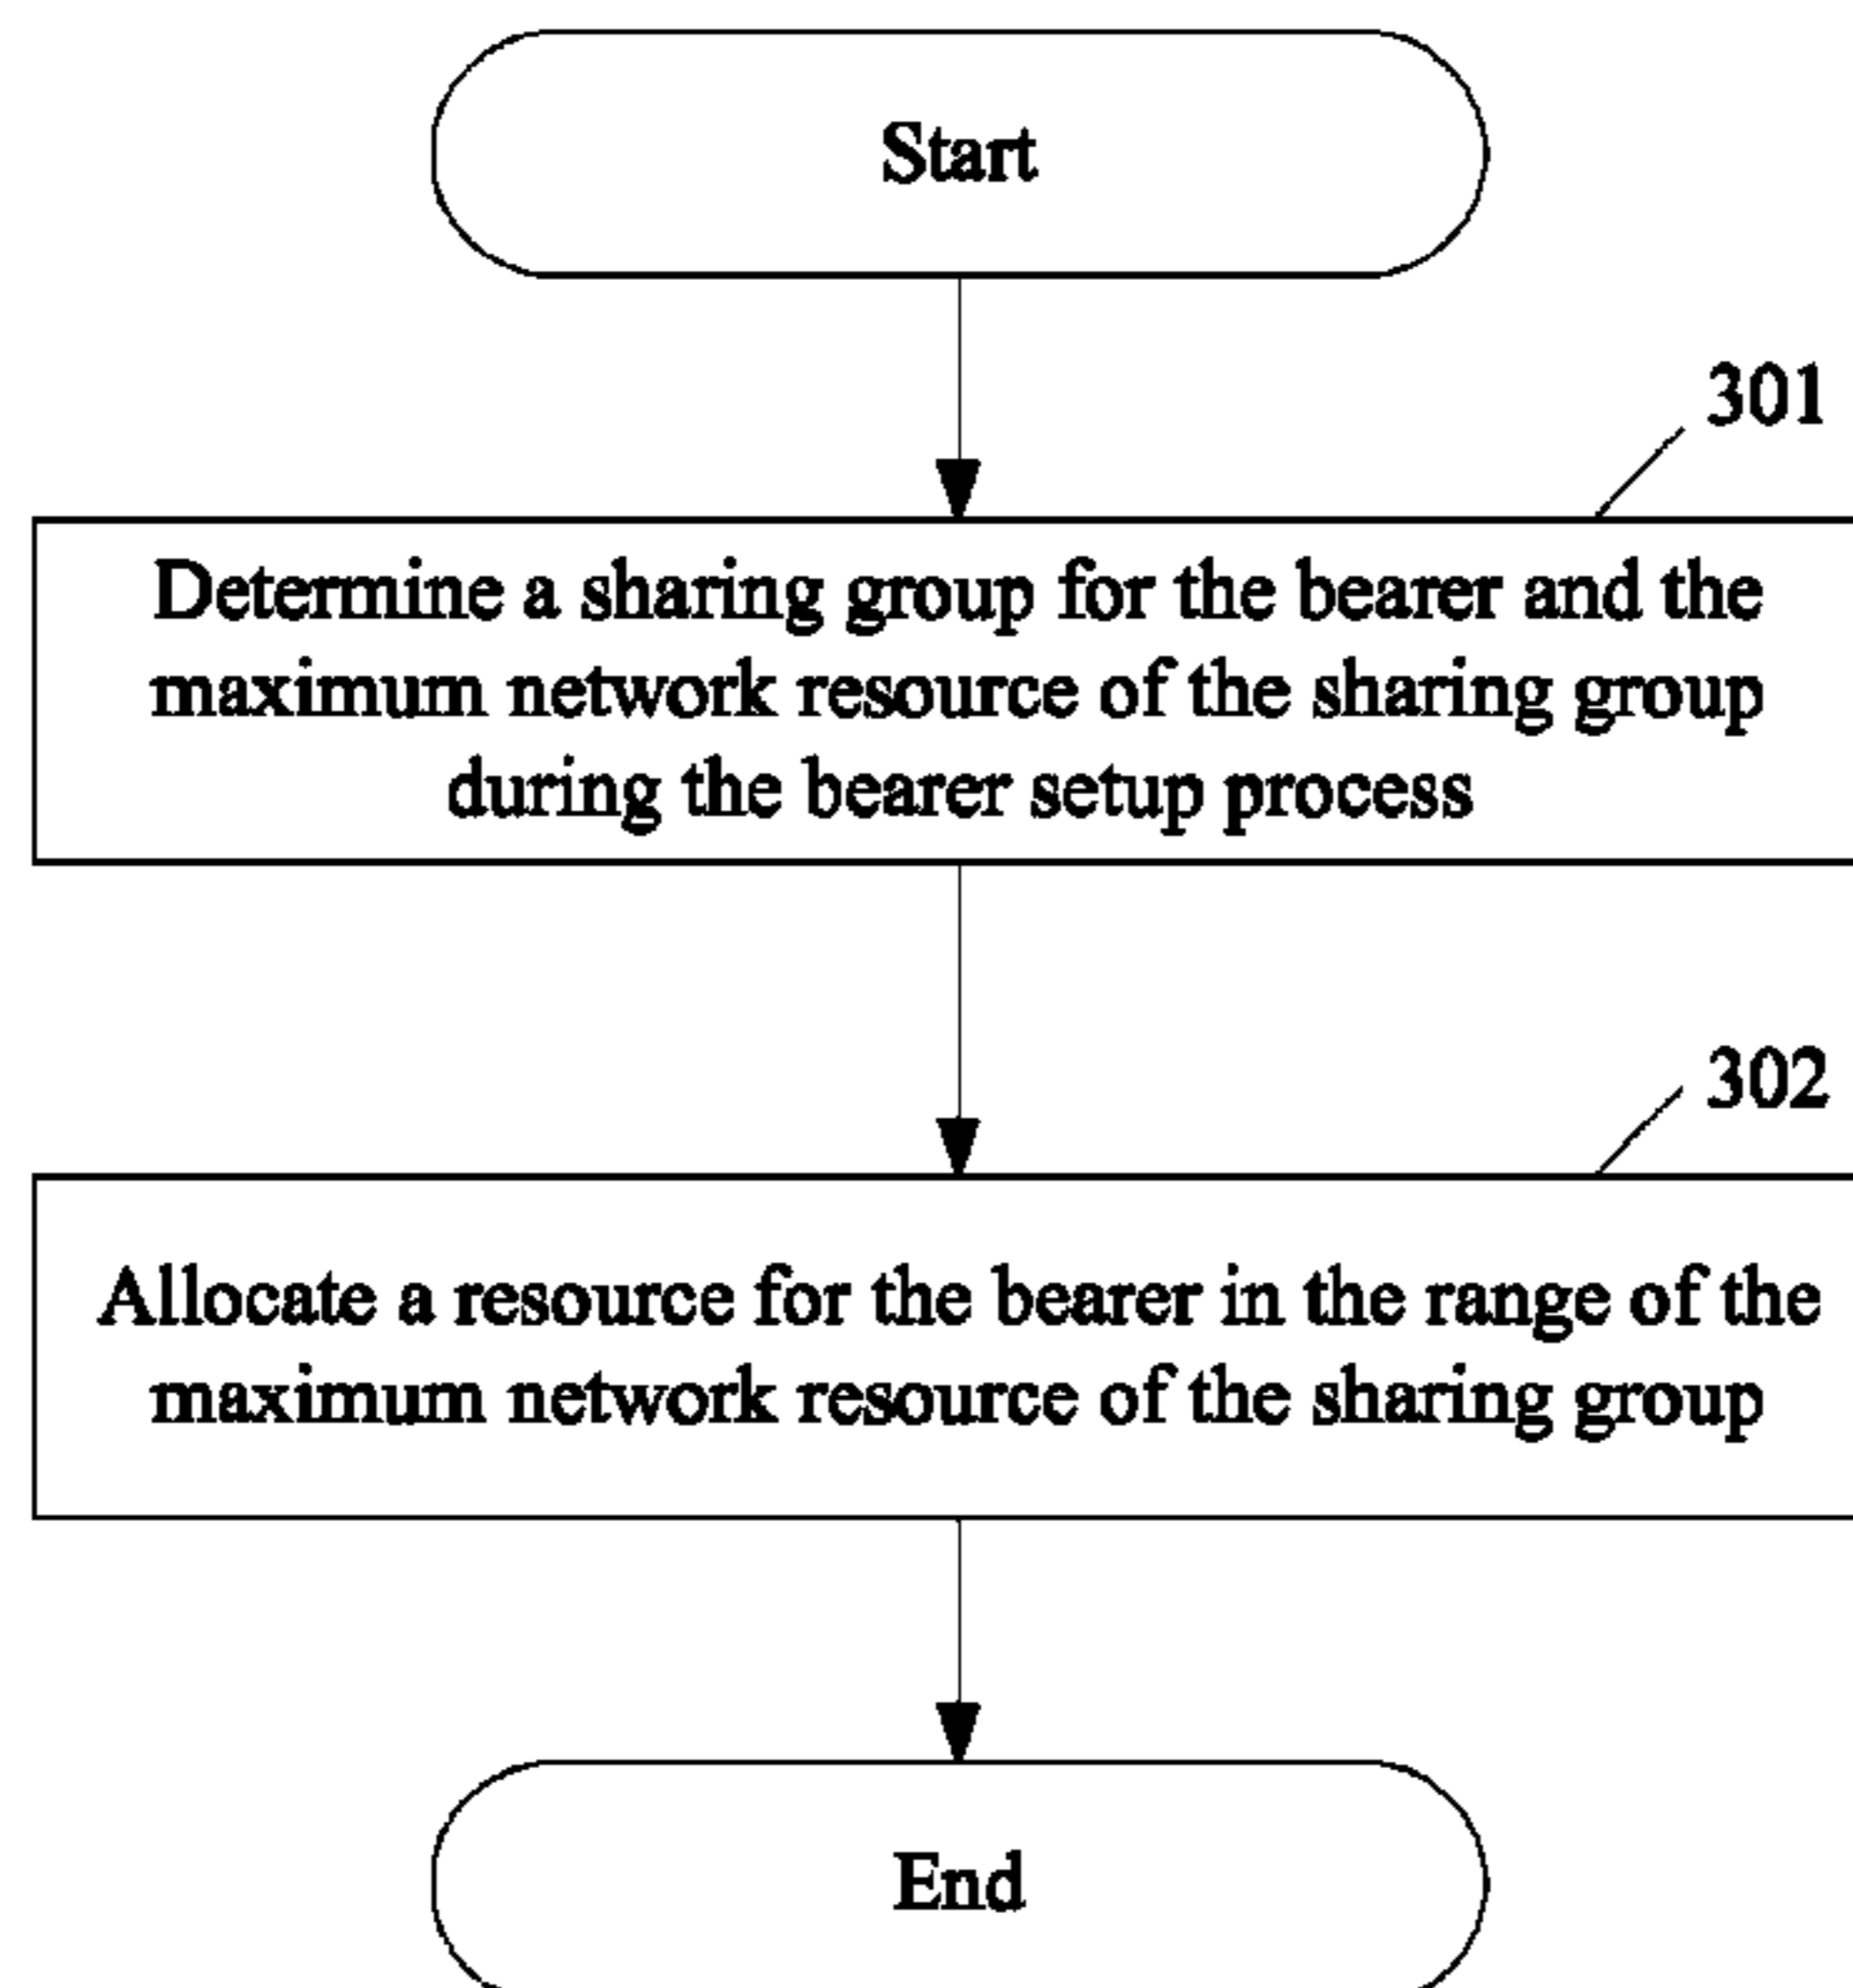 Start
301
Determine a sharing group for the bearer and the
maximum network resource of the sharing group
during the bearer setup process
302
Allocate a resource for the bearer in the range of the
maximum network resource of the sharing group
End